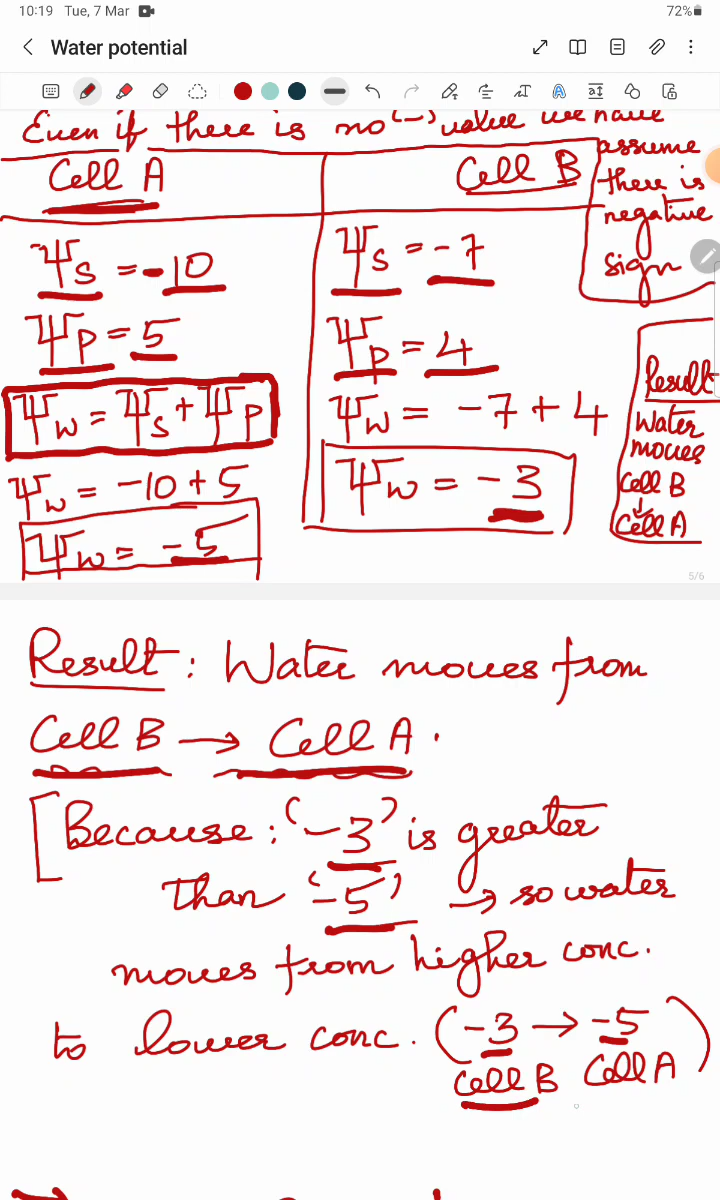 10:19 Tue, 7 Mar
72%
Water potential
Even if there is no (-) value we have
assume
there is
negative
sign
Cell A
Ψs = -10
Ψp = 5
Ψw = Ψs + Ψp
Ψw = -10 + 5
Ψw = -5
Cell B
Ψs = -7
Ψp = 4
Ψw = -7 + 4
Ψw = -3
Result
Water
moves
Cell B
↓
Cell A
5/6
Result : Water moves from
Cell B → Cell A .
[Because : '-3' is greater
than '-5' → so water
moves from higher conc.
to lower conc. (-3 → -5)
Cell B Cell A